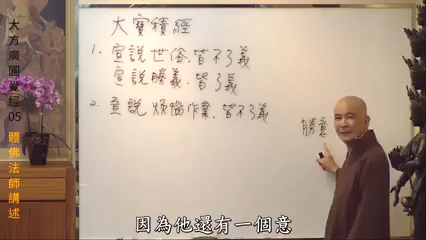 大方廣圓覺經05
體佛法師講述
大寶積經
1. 宣說世俗,皆不了義
宣說勝義,皆了義
2. 宣說煩惱作業,皆不了義
勝意
因為他還有一個意